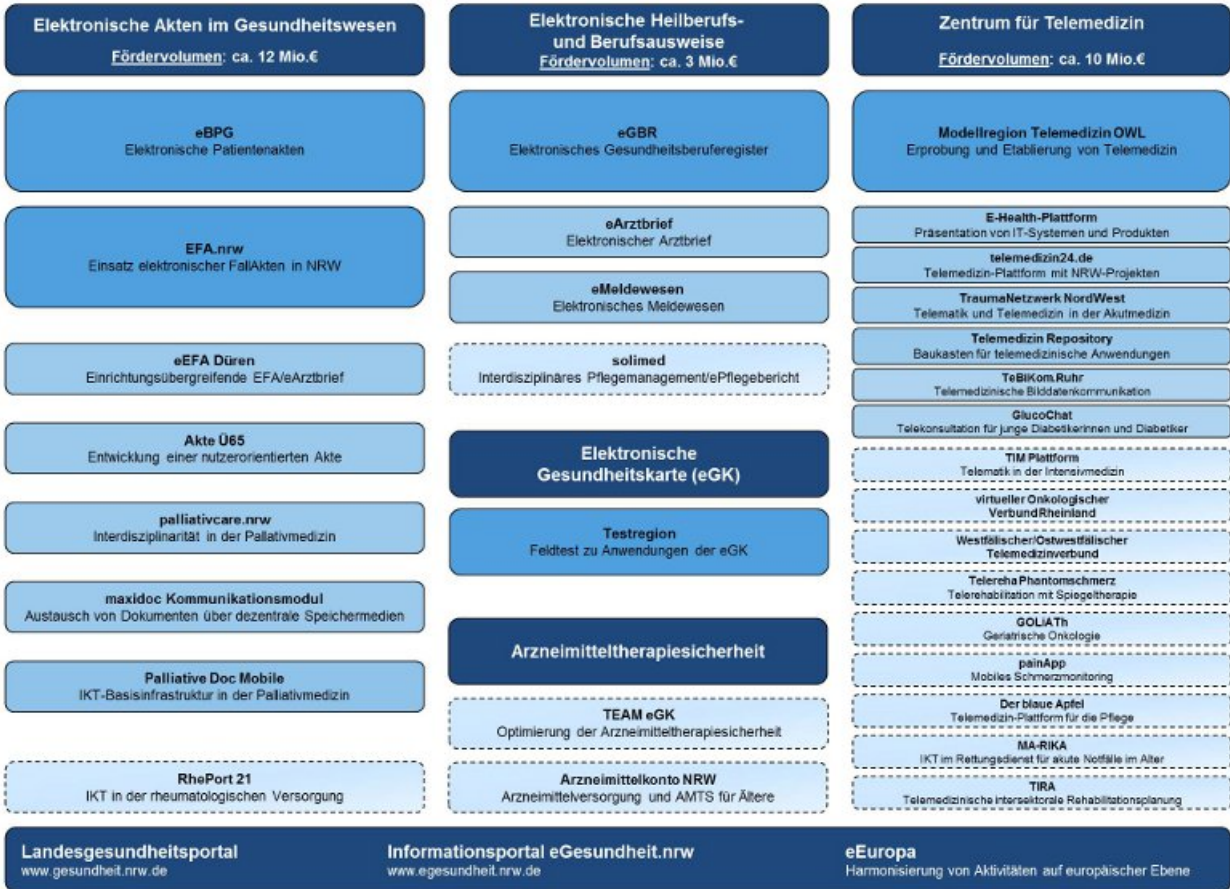 Elektronische Akten im Gesundheitswesen
Fördervolumen: ca. 12 Mio.€
eBPG
Elektronische Patientenakten
EFA.nrw
Einsatz elektronischer FallAkten in NRW
eEFA Düren
Einrichtungsübergreifende EFA/eArztbrief
Akte Ü65
Entwicklung einer nutzerorientierten Akte
palliativcare.nrw
Interdisziplinarität in der Pallativmedizin
maxidoc Kommunikationsmodul
Austausch von Dokumenten über dezentrale Speichermedien
Palliative Doc Mobile
IKT-Basisinfrastruktur in der Palliativmedizin
RhePort 21
IKT in der rheumatologischen Versorgung
Elektronische Heilberufs-
und Berufsausweise
Fördervolumen: ca. 3 Mio.€
eGBR
Elektronisches Gesundheitsberuferegister
eArztbrief
Elektronischer Arztbrief
eMeldewesen
Elektronisches Meldewesen
solimed
Interdisziplinäres Pflegemanagement/ePflegebericht
Elektronische
Gesundheitskarte (eGK)
Testregion
Feldtest zu Anwendungen der eGK
Arzneimitteltherapiesicherheit
TEAM eGK
Optimierung der Arzneimitteltherapiesicherheit
Arzneimittelkonto NRW
Arzneimittelversorgung und AMTS für Ältere
Zentrum für Telemedizin
Fördervolumen: ca. 10 Mio.€
Modellregion Telemedizin OWL
Erprobung und Etablierung von Telemedizin
E-Health-Plattform
Präsentation von IT-Systemen und Produkten
telemedizin24.de
Telemedizin-Plattform mit NRW-Projekten
TraumaNetzwerk NordWest
Telematik und Telemedizin in der Akutmedizin
Telemedizin Repository
Baukasten für telemedizinische Anwendungen
TeBiKom.Ruhr
Telemedizinische Bilddatenkommunikation
GlucoChat
Telekonsultation für junge Diabetikerinnen und Diabetiker
TIM Plattform
Telematik in der Intensivmedizin
virtueller Onkologischer
Verbund Rheinland
Westfälischer/Ostwestfälischer
Telemedizinverbund
Telereha Phantomschmerz
Telerehabilitation mit Spiegeltherapie
GOLiATh
Geriatrische Onkologie
painApp
Mobiles Schmerzmonitoring
Der blaue Apfel
Telemedizin-Plattform für die Pflege
MA-RIKA
IKT im Rettungsdienst für akute Notfälle im Alter
TIRA
Telemedizinische intersektorale Rehabilitationsplanung
Landesgesundheitsportal
www.gesundheit.nrw.de
Informationsportal eGesundheit.nrw
www.egesundheit.nrw.de
eEuropa
Harmonisierung von Aktivitäten auf europäischer Ebene